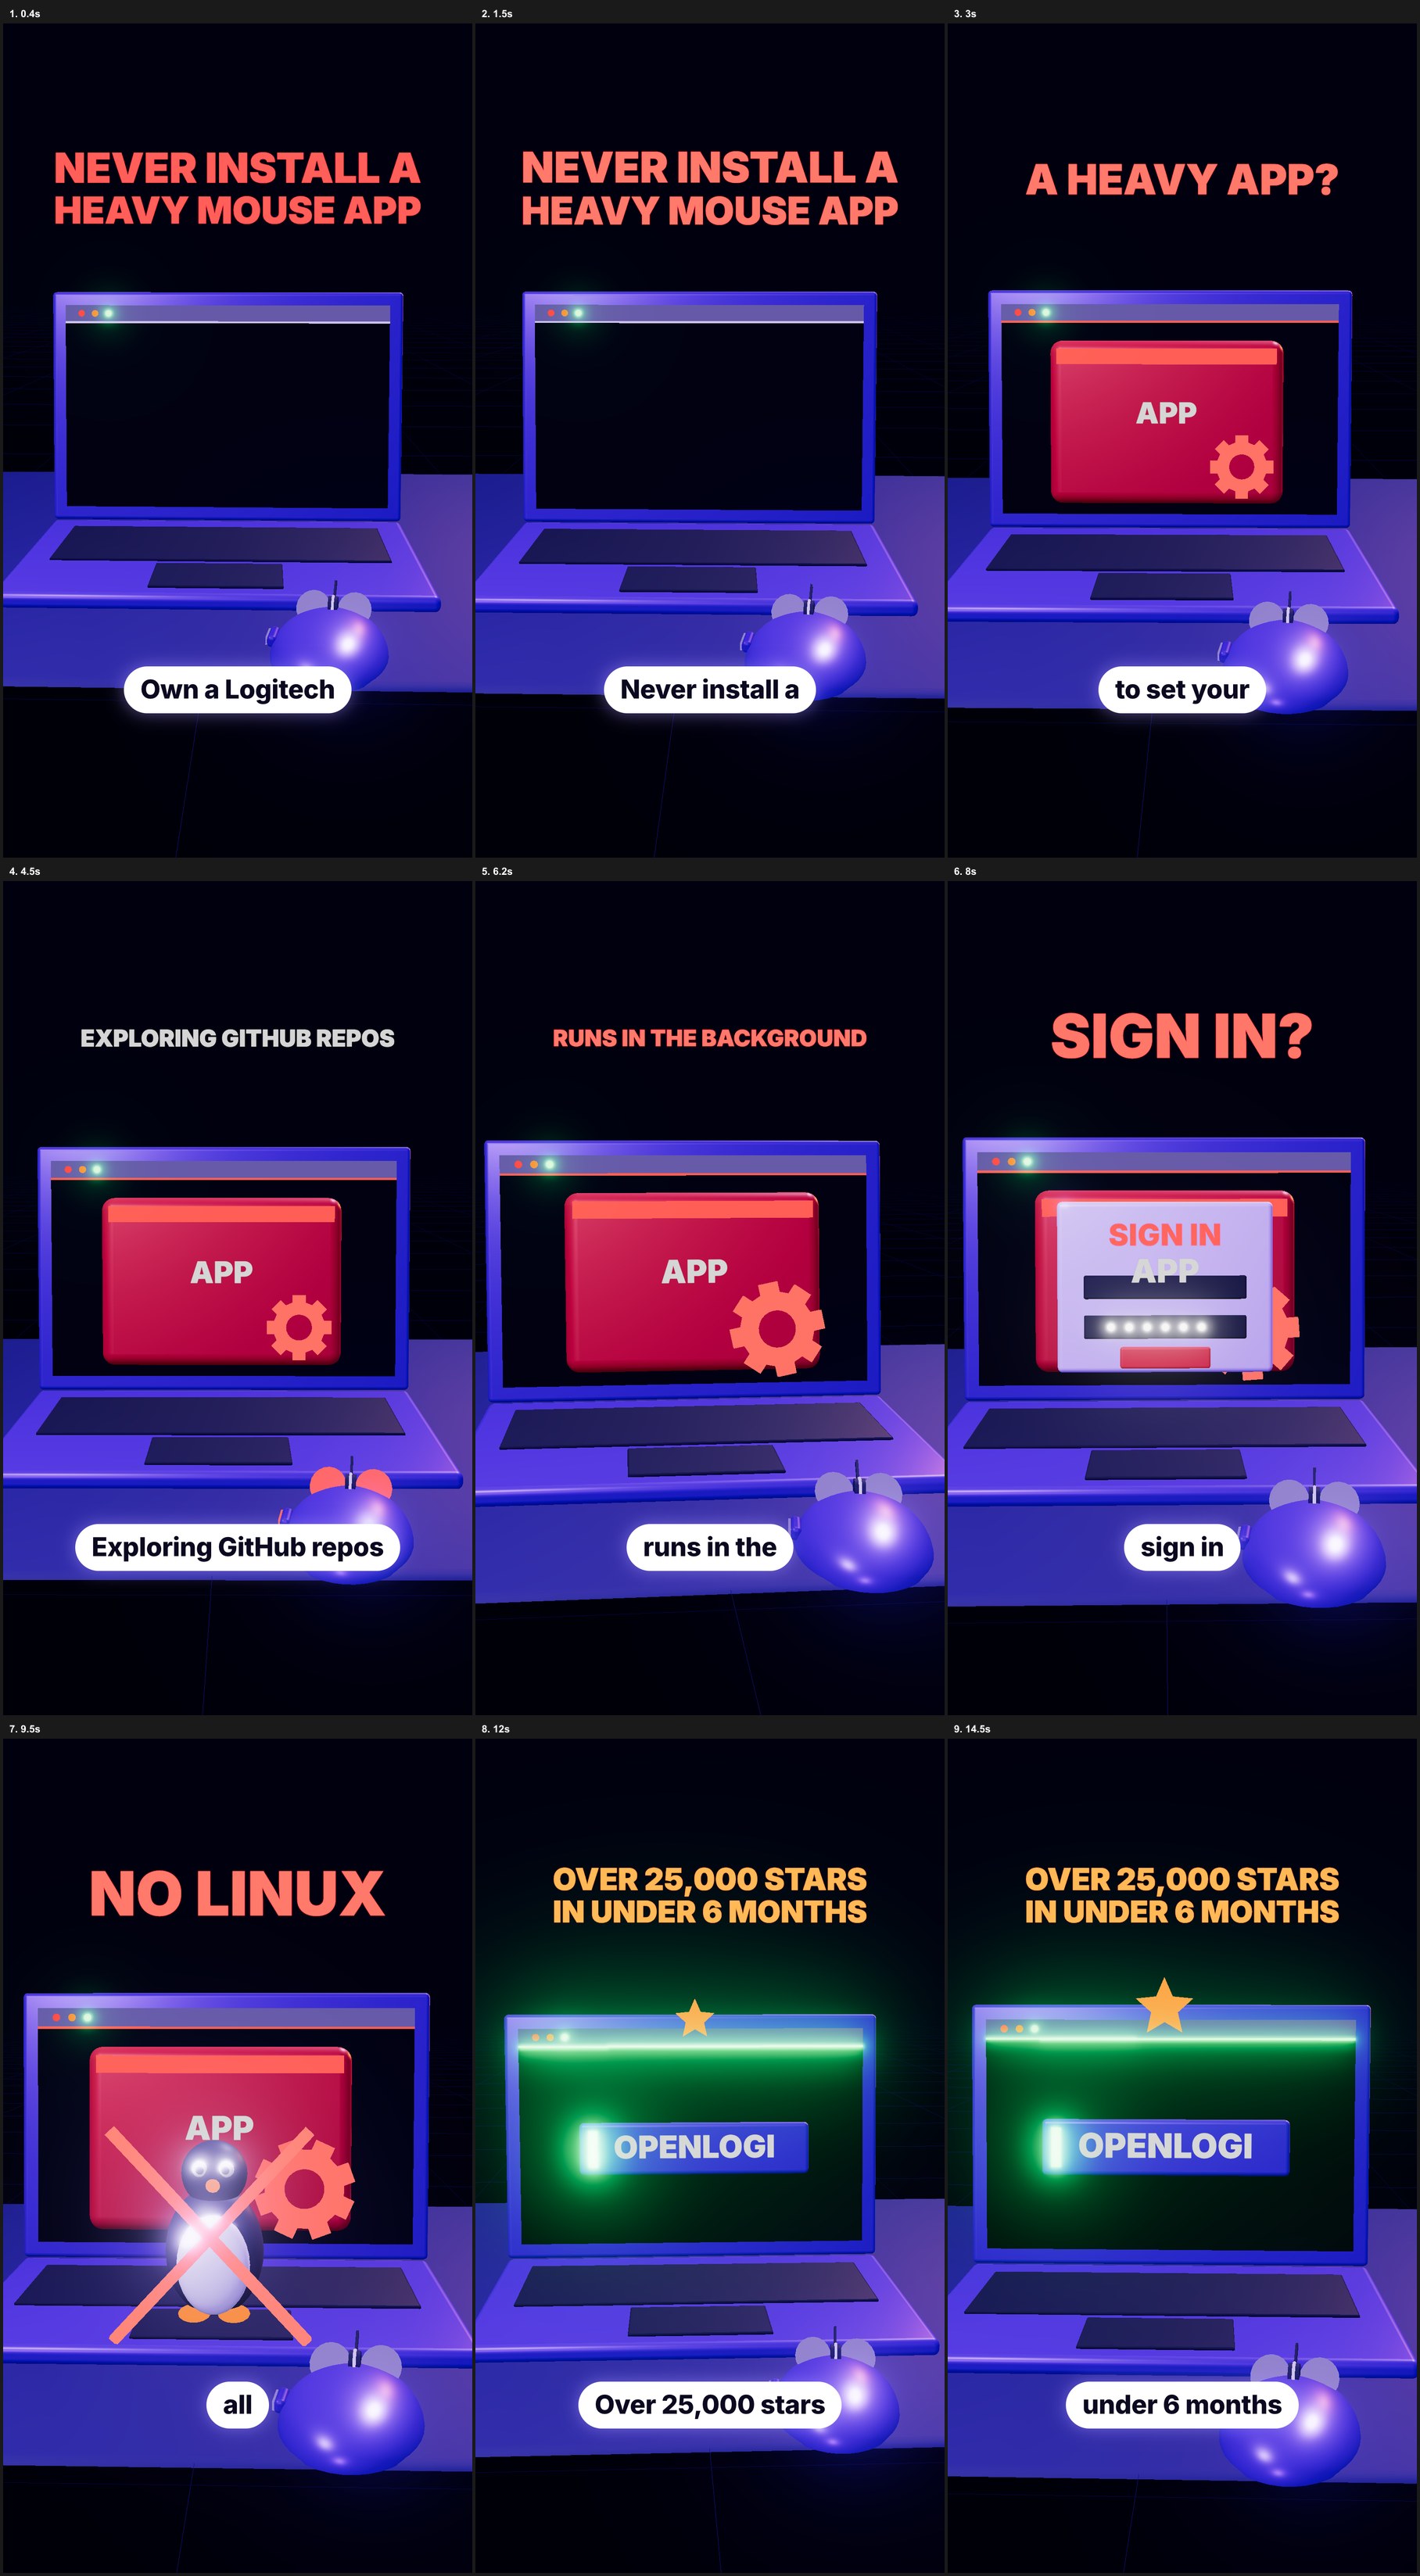 1. 0.4s
NEVER INSTALL A
HEAVY MOUSE APP
Own a Logitech
2. 1.5s
NEVER INSTALL A
HEAVY MOUSE APP
Never install a
3. 3s
A HEAVY APP?
APP
to set your
4. 4.5s
EXPLORING GITHUB REPOS
APP
Exploring GitHub repos
5. 6.2s
RUNS IN THE BACKGROUND
APP
runs in the
6. 8s
SIGN IN?
SIGN IN
APP
sign in
7. 9.5s
NO LINUX
APP
all
8. 12s
OVER 25,000 STARS
IN UNDER 6 MONTHS
OPENLOGI
Over 25,000 stars
9. 14.5s
OVER 25,000 STARS
IN UNDER 6 MONTHS
OPENLOGI
under 6 months